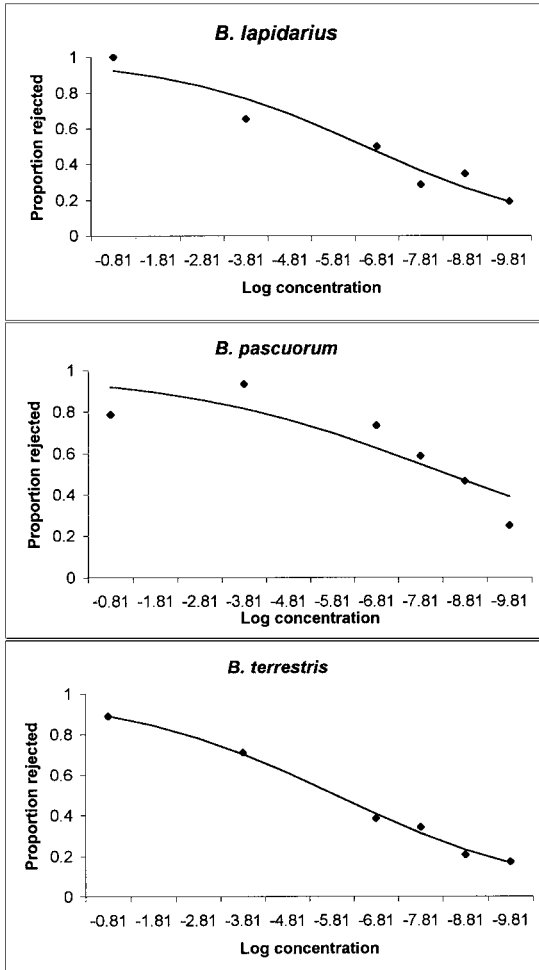 B. lapidarius
Proportion rejected
1
0.8
0.6
0.4
0.2
0
-0.81 -1.81 -2.81 -3.81 -4.81 -5.81 -6.81 -7.81 -8.81 -9.81
Log concentration
B. pascuorum
Proportion rejected
1
0.8
0.6
0.4
0.2
0
-0.81 -1.81 -2.81 -3.81 -4.81 -5.81 -6.81 -7.81 -8.81 -9.81
Log concentration
B. terrestris
Proportion rejected
1
0.8
0.6
0.4
0.2
0
-0.81 -1.81 -2.81 -3.81 -4.81 -5.81 -6.81 -7.81 -8.81 -9.81
Log concentration